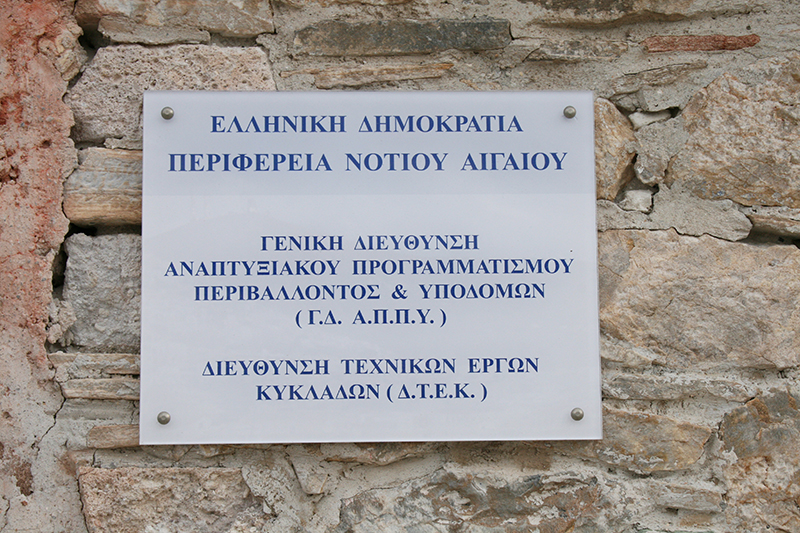 ΕΛΛΗΝΙΚΗ ΔΗΜΟΚΡΑΤΙΑ
ΠΕΡΙΦΕΡΕΙΑ ΝΟΤΙΟΥ ΑΙΓΑΙΟΥ
ΓΕΝΙΚΗ ΔΙΕΥΘΥΝΣΗ
ΑΝΑΠΤΥΞΙΑΚΟΥ ΠΡΟΓΡΑΜΜΑΤΙΣΜΟΥ
ΠΕΡΙΒΑΛΛΟΝΤΟΣ & ΥΠΟΔΟΜΩΝ
( Γ.Δ. Α.Π.Π.Υ. )
ΔΙΕΥΘΥΝΣΗ ΤΕΧΝΙΚΩΝ ΕΡΓΩΝ
ΚΥΚΛΑΔΩΝ ( Δ.Τ.Ε.Κ. )